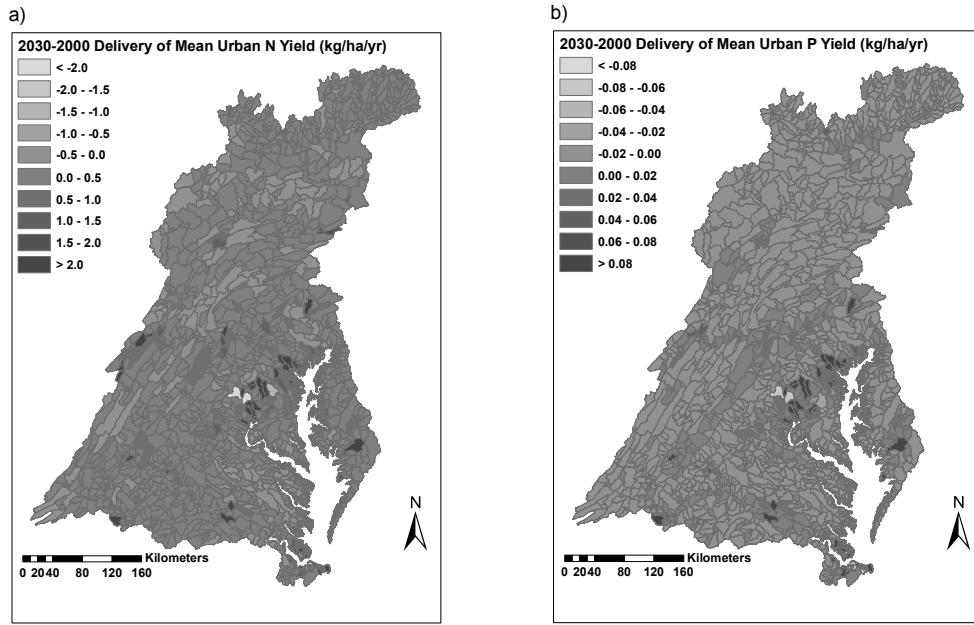 a)
2030-2000 Delivery of Mean Urban N Yield (kg/ha/yr)
< -2.0
-2.0 - -1.5
-1.5 - -1.0
-1.0 - -0.5
-0.5 - 0.0
0.0 - 0.5
0.5 - 1.0
1.0 - 1.5
1.5 - 2.0
> 2.0
N
Kilometers
0 20 40 80 120 160
b)
2030-2000 Delivery of Mean Urban P Yield (kg/ha/yr)
< -0.08
-0.08 - -0.06
-0.06 - -0.04
-0.04 - -0.02
-0.02 - 0.00
0.00 - 0.02
0.02 - 0.04
0.04 - 0.06
0.06 - 0.08
> 0.08
N
Kilometers
0 20 40 80 120 160